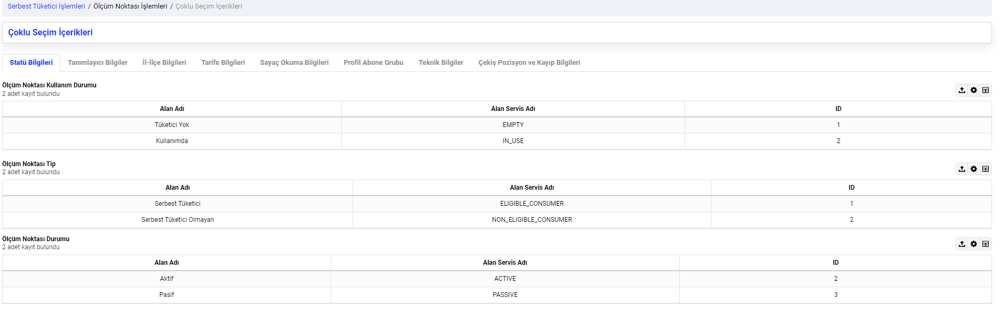 Serbest Tüketici İşlemleri / Ölçüm Noktası İşlemleri / Çoklu Seçim İçerikleri
Çoklu Seçim İçerikleri
Statü Bilgileri Tanımlayıcı Bilgiler İl-İlçe Bilgileri Tarife Bilgileri Sayaç Okuma Bilgileri Profil Abone Grubu Teknik Bilgiler Çekiş Pozisyon ve Kayıp Bilgileri
Ölçüm Noktası Kullanım Durumu
2 adet kayıt bulundu
Alan Adı Alan Servis Adı ID
Tüketici Yok EMPTY 1
Kullanımda IN_USE 2
Ölçüm Noktası Tip
2 adet kayıt bulundu
Alan Adı Alan Servis Adı ID
Serbest Tüketici ELIGIBLE_CONSUMER 1
Serbest Tüketici Olmayan NON_ELIGIBLE_CONSUMER 2
Ölçüm Noktası Durumu
2 adet kayıt bulundu
Alan Adı Alan Servis Adı ID
Aktif ACTIVE 2
Pasif PASSIVE 3